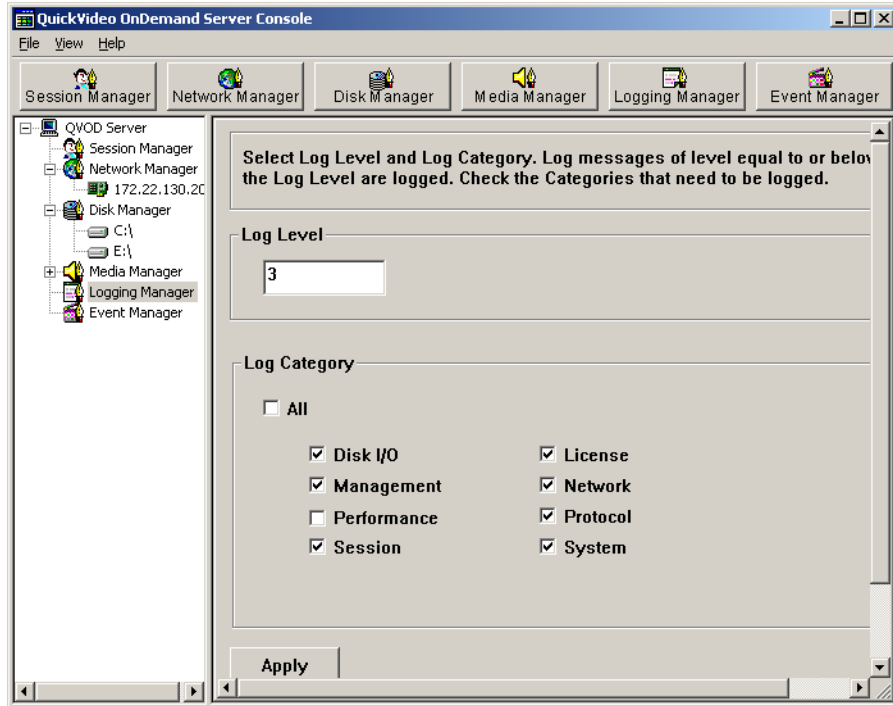 QuickVideo OnDemand Server Console
File View Help
Session Manager Network Manager Disk Manager Media Manager Logging Manager Event Manager
QVOD Server
Session Manager
Network Manager
172.22.130.20
Disk Manager
C:\
E:\
Media Manager
Logging Manager
Event Manager
Select Log Level and Log Category. Log messages of level equal to or below
the Log Level are logged. Check the Categories that need to be logged.
Log Level
3
Log Category
All
Disk I/O License
Management Network
Performance Protocol
Session System
Apply